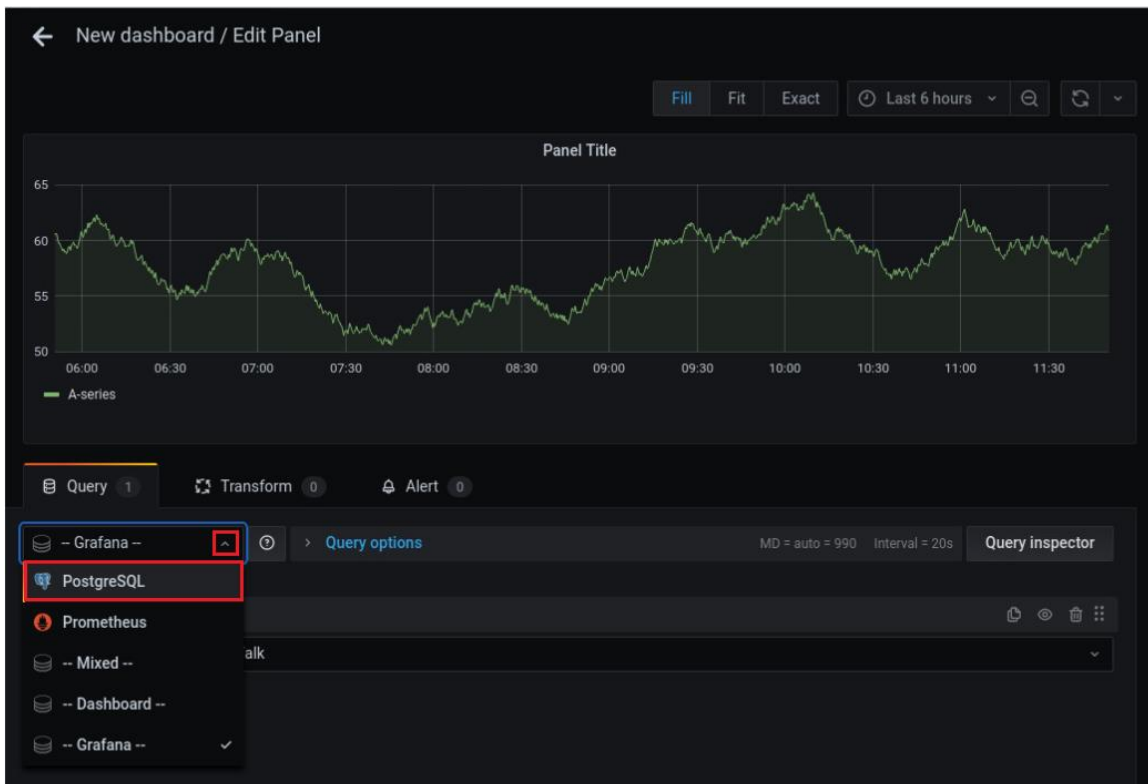 New dashboard / Edit Panel
Fill Fit Exact Last 6 hours
Panel Title
65
60
55
50
06:00 06:30 07:00 07:30 08:00 08:30 09:00 09:30 10:00 10:30 11:00 11:30
A-series
Query 1 Transform 0 Alert 0
-- Grafana -- Query options MD = auto = 990 Interval = 20s Query inspector
PostgreSQL
Prometheus
alk
-- Mixed --
-- Dashboard --
-- Grafana --